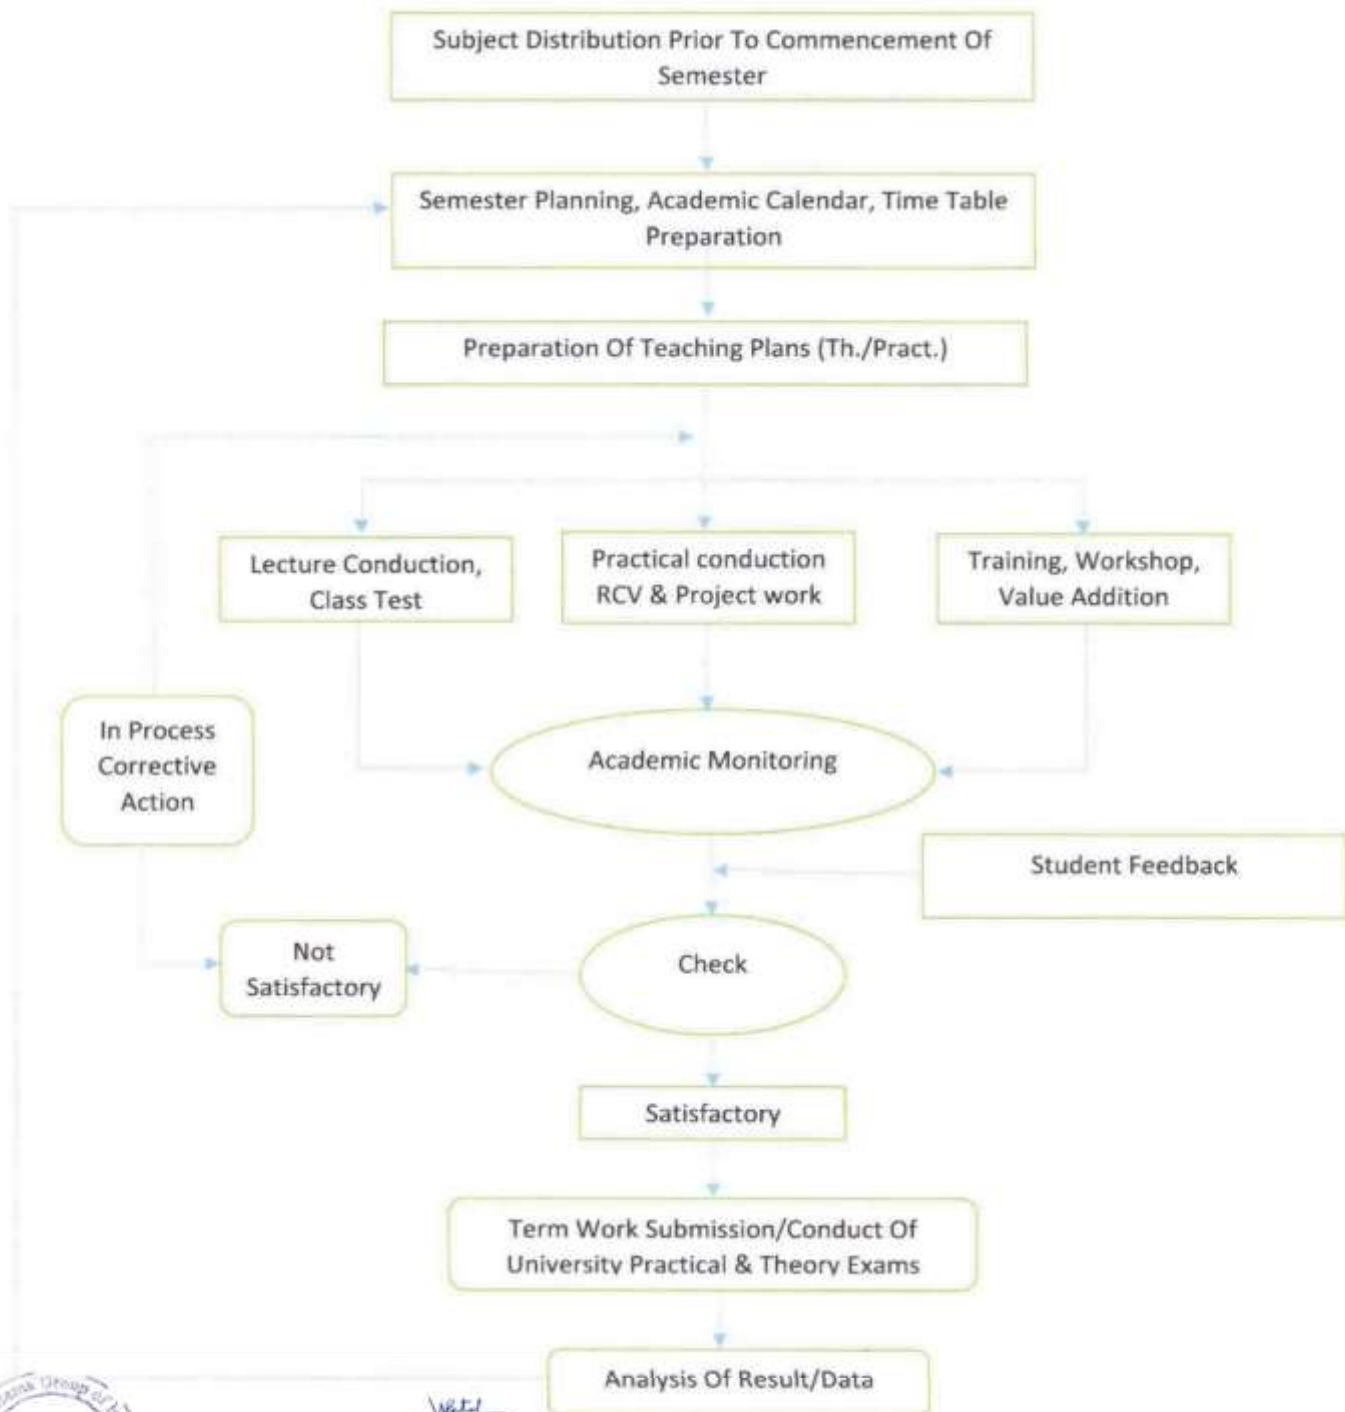 Subject Distribution Prior To Commencement Of
Semester
Semester Planning, Academic Calendar, Time Table
Preparation
Preparation Of Teaching Plans (Th./Pract.)
Lecture Conduction,
Class Test
Practical conduction
RCV & Project work
Training, Workshop,
Value Addition
In Process
Corrective
Action
Academic Monitoring
Student Feedback
Not
Satisfactory
Check
Satisfactory
Term Work Submission/Conduct Of
University Practical & Theory Exams
Analysis Of Result/Data
Group of